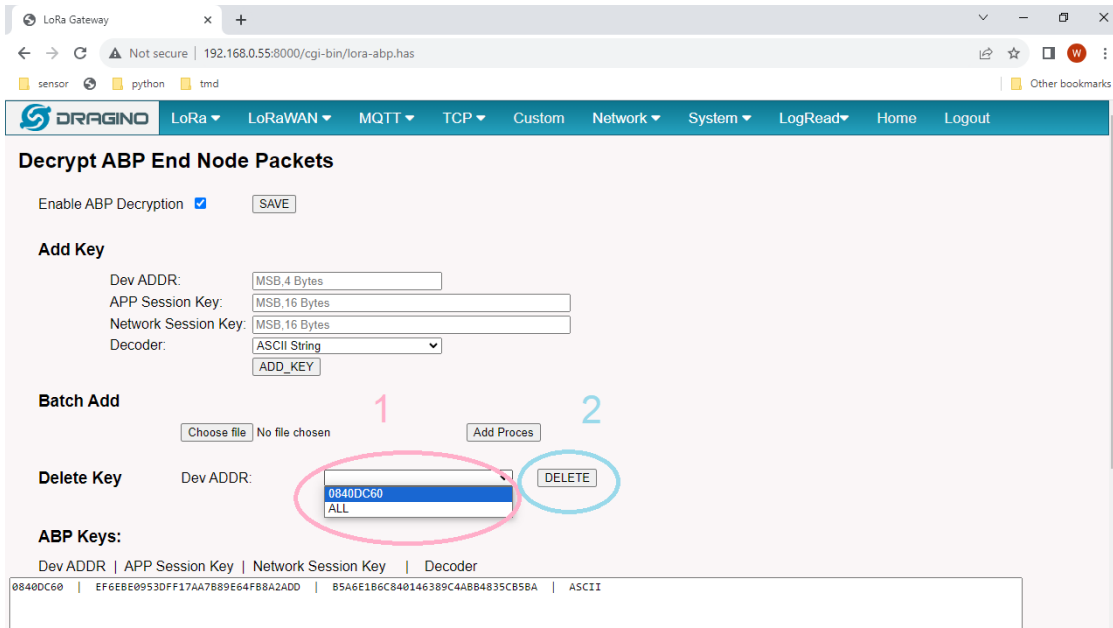 LoRa Gateway
Not secure | 192.168.0.55:8000/cgi-bin/lora-abp.has
W
sensor python tmd Other bookmarks
DRAGINO LoRa LoRaWAN MQTT TCP Custom Network System LogRead Home Logout
Decrypt ABP End Node Packets
Enable ABP Decryption SAVE
Add Key
Dev ADDR: MSB,4 Bytes
APP Session Key: MSB,16 Bytes
Network Session Key: MSB,16 Bytes
Decoder: ASCII String
ADD_KEY
Batch Add
1 2
Choose file No file chosen Add Proces
Delete Key Dev ADDR: DELETE
0840DC60
ALL
ABP Keys:
Dev ADDR | APP Session Key | Network Session Key | Decoder
0840DC60 | EF6EBE0953DFF17AA7B89E64FB8A2ADD | B5A6E1B6C840146389C4ABB4835CB5BA | ASCII